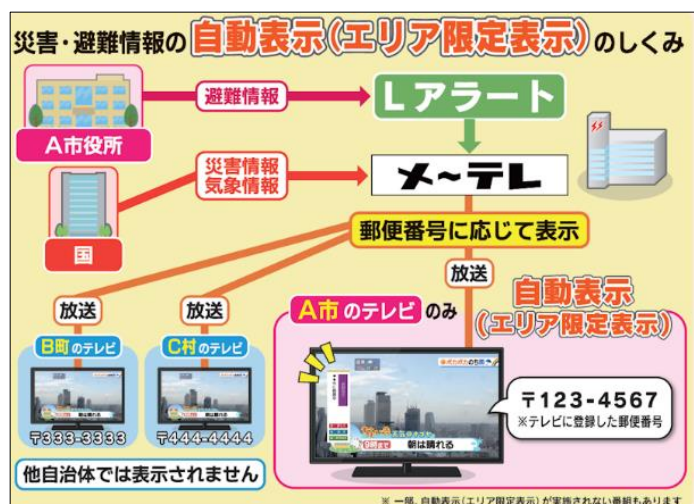 災害・避難情報の自動表示(エリア限定表示)のしくみ
避難情報
Lアラート
A市役所
災害情報
気象情報
メ~テレ
国
郵便番号に応じて表示
放送
放送
放送
自動表示
(エリア限定表示)
A市のテレビのみ
B町のテレビ
C村のテレビ
〒333-3333
〒444-4444
朝は晴れる
〒123-4567
※テレビに登録した郵便番号
他自治体では表示されません
※ 一部、自動表示(エリア限定表示)が実施されない番組もあります